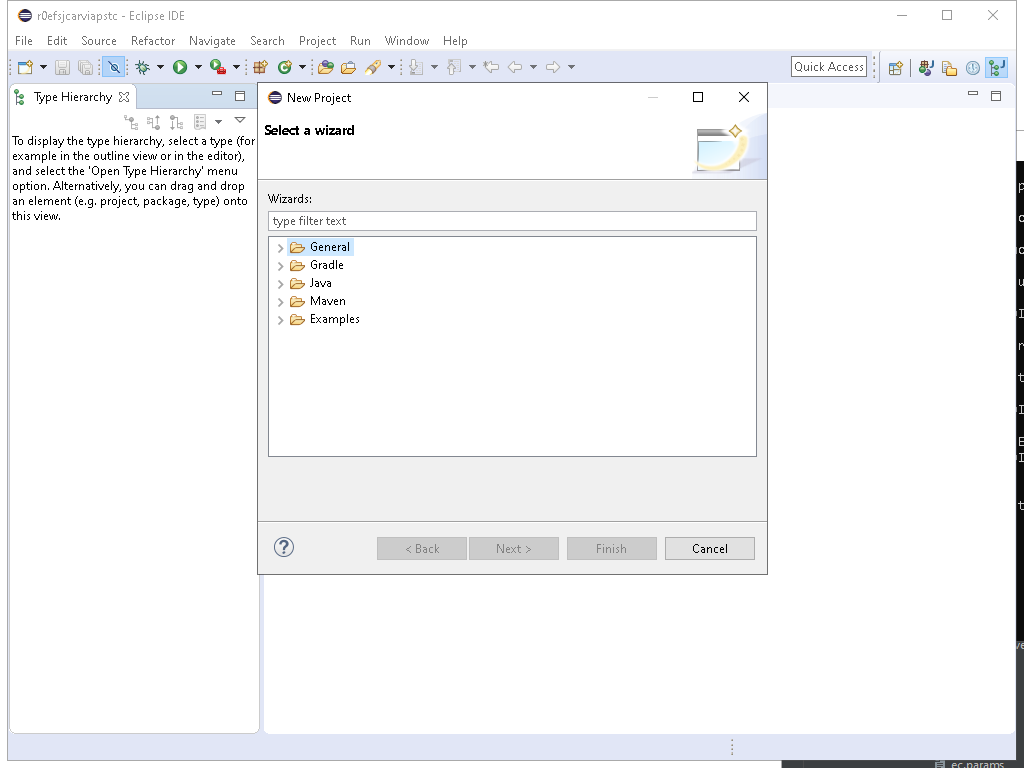 r0efsjcarviapstc - Eclipse IDE
File Edit Source Refactor Navigate Search Project Run Window Help
Quick Access
Type Hierarchy
To display the type hierarchy, select a type (for
example in the outline view or in the editor),
and select the 'Open Type Hierarchy' menu
option. Alternatively, you can drag and drop
an element (e.g. project, package, type) onto
this view.
New Project
Select a wizard
Wizards:
type filter text
General
Gradle
Java
Maven
Examples
< Back Next > Finish Cancel
ec.params